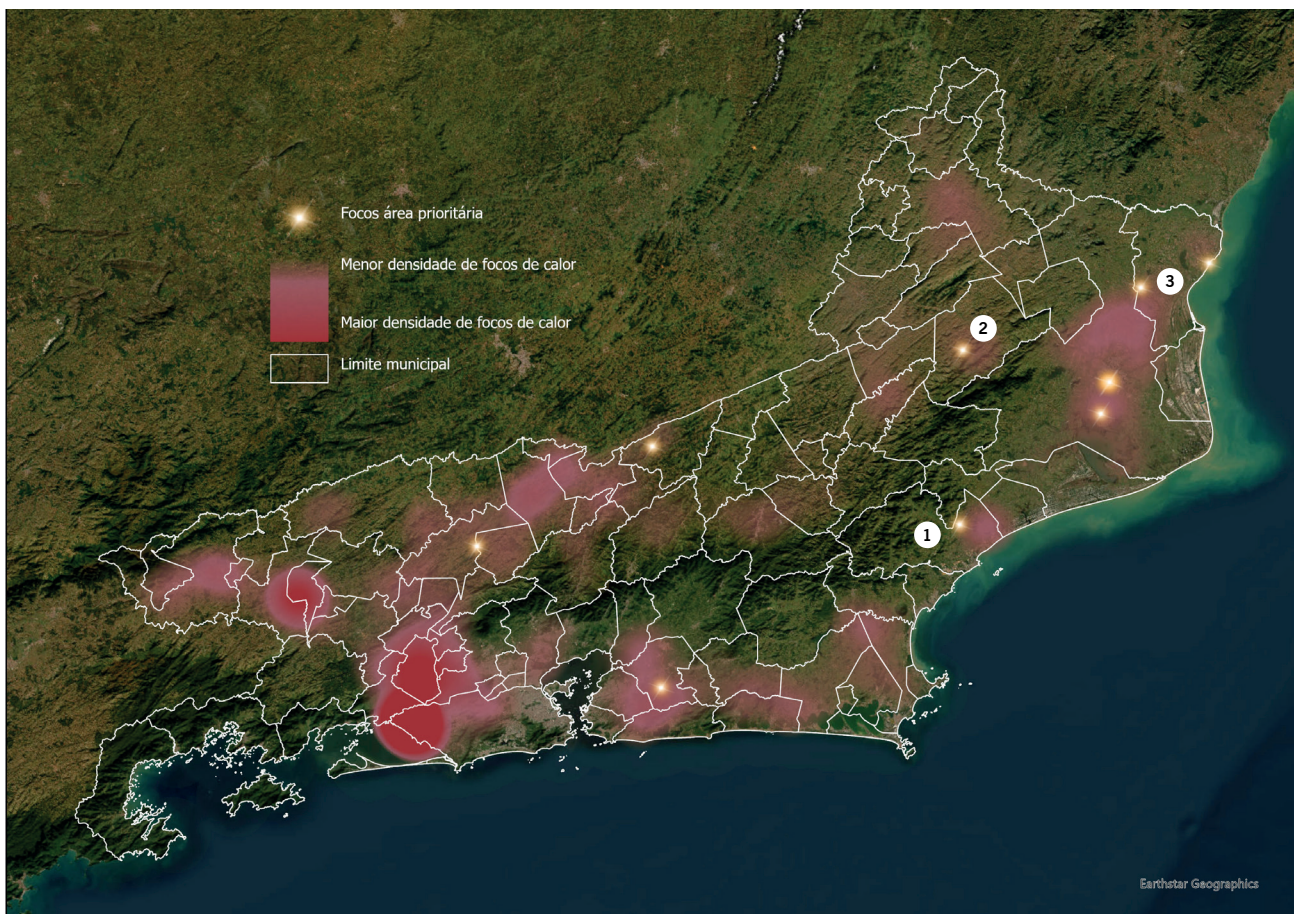 Focos área prioritária
Menor densidade de focos de calor
Maior densidade de focos de calor
Limite municipal
3
2
1
Earthstar Geographics